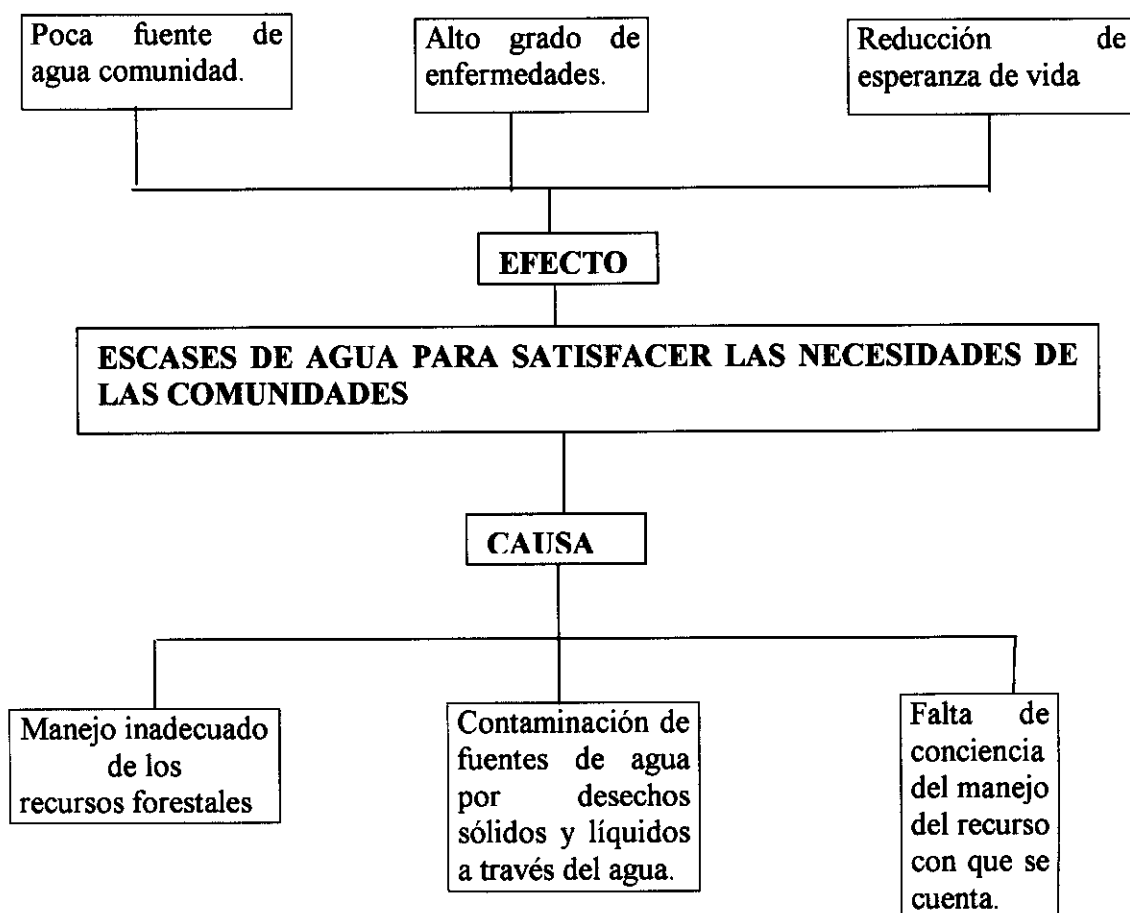 Poca fuente de
agua comunidad.
Alto grado de
enfermedades.
Reducción de
esperanza de vida
EFECTO
ESCASES DE AGUA PARA SATISFACER LAS NECESIDADES DE
LAS COMUNIDADES
CAUSA
Manejo inadecuado
de los
recursos forestales
Contaminación de
fuentes de agua
por desechos
sólidos y líquidos
a través del agua.
Falta de
conciencia
del manejo
del recurso
con que se
cuenta.